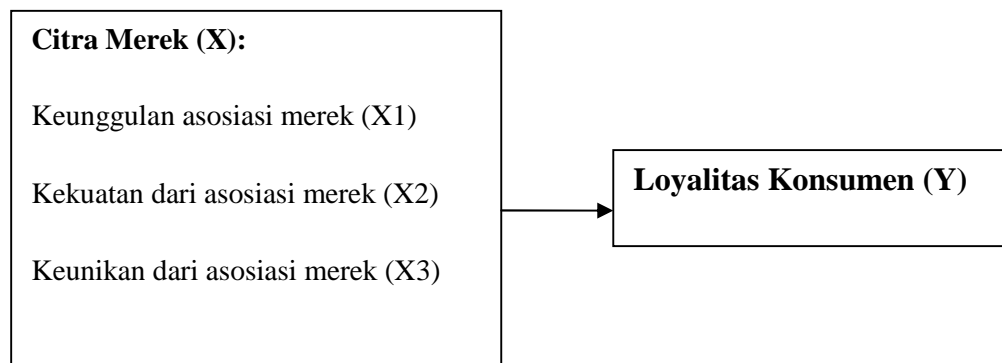 Citra Merek (X):
Keunggulan asosiasi merek (X1)
Kekuatan dari asosiasi merek (X2)
Keunikan dari asosiasi merek (X3)
Loyalitas Konsumen (Y)